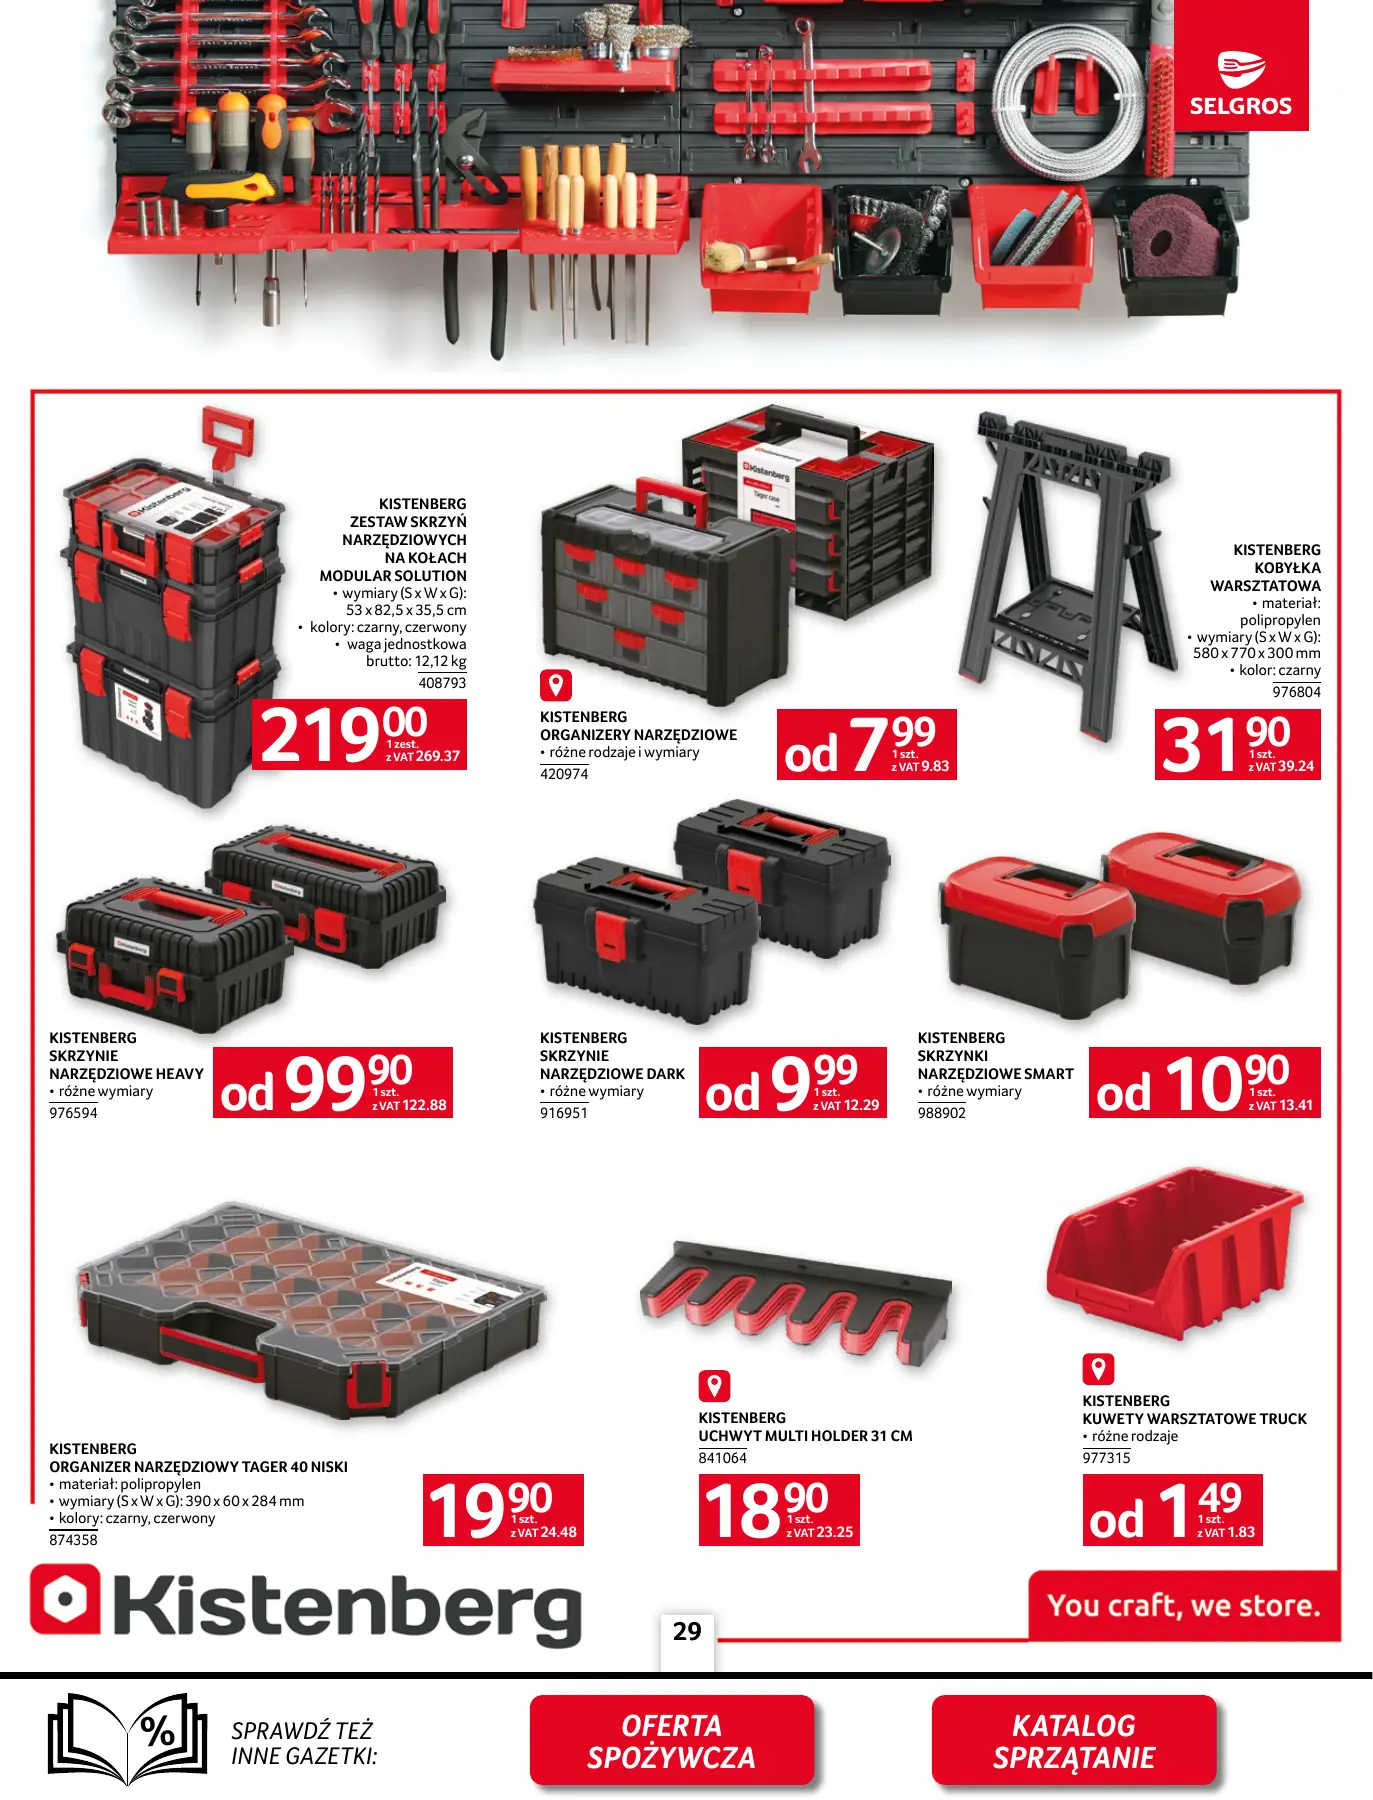 SELGROS
Kistenberg
KISTENBERG
ZESTAW SKRZYŃ
NARZĘDZIOWYCH
NA KOŁACH
MODULAR SOLUTION
• wymiary (S x W x G):
53 x 82,5 x 35,5 cm
• kolory: czarny, czerwony
• waga jednostkowa
brutto: 12,12 kg
408793
219 00
1 zest.
z VAT 269.37
Kistenberg
Tager case
KISTENBERG
ORGANIZERY NARZĘDZIOWE
• różne rodzaje i wymiary
420974
od 7 99
1 szt.
z VAT 9.83
KISTENBERG
KOBYŁKA
WARSZTATOWA
• materiał:
polipropylen
• wymiary (S x W x G):
580 x 770 x 300 mm
• kolor: czarny
976804
31 90
1 szt.
z VAT 39.24
Kistenberg
Kistenberg
KISTENBERG
SKRZYNIE
NARZĘDZIOWE HEAVY
• różne wymiary
976594
od 99 90
1 szt.
z VAT 122.88
KISTENBERG
SKRZYNIE
NARZĘDZIOWE DARK
• różne wymiary
916951
od 9 99
1 szt.
z VAT 12.29
KISTENBERG
SKRZYNKI
NARZĘDZIOWE SMART
• różne wymiary
988902
od 10 90
1 szt.
z VAT 13.41
KISTENBERG
ORGANIZER NARZĘDZIOWY TAGER 40 NISKI
• materiał: polipropylen
• wymiary (S x W x G): 390 x 60 x 284 mm
• kolory: czarny, czerwony
874358
19 90
1 szt.
z VAT 24.48
KISTENBERG
UCHWYT MULTI HOLDER 31 CM
841064
18 90
1 szt.
z VAT 23.25
KISTENBERG
KUWETY WARSZTATOWE TRUCK
• różne rodzaje
977315
od 1 49
1 szt.
z VAT 1.83
Kistenberg
29
You craft, we store.
%
SPRAWDŹ TEŻ
INNE GAZETKI:
OFERTA
SPOŻYWCZA
KATALOG
SPRZĄTANIE